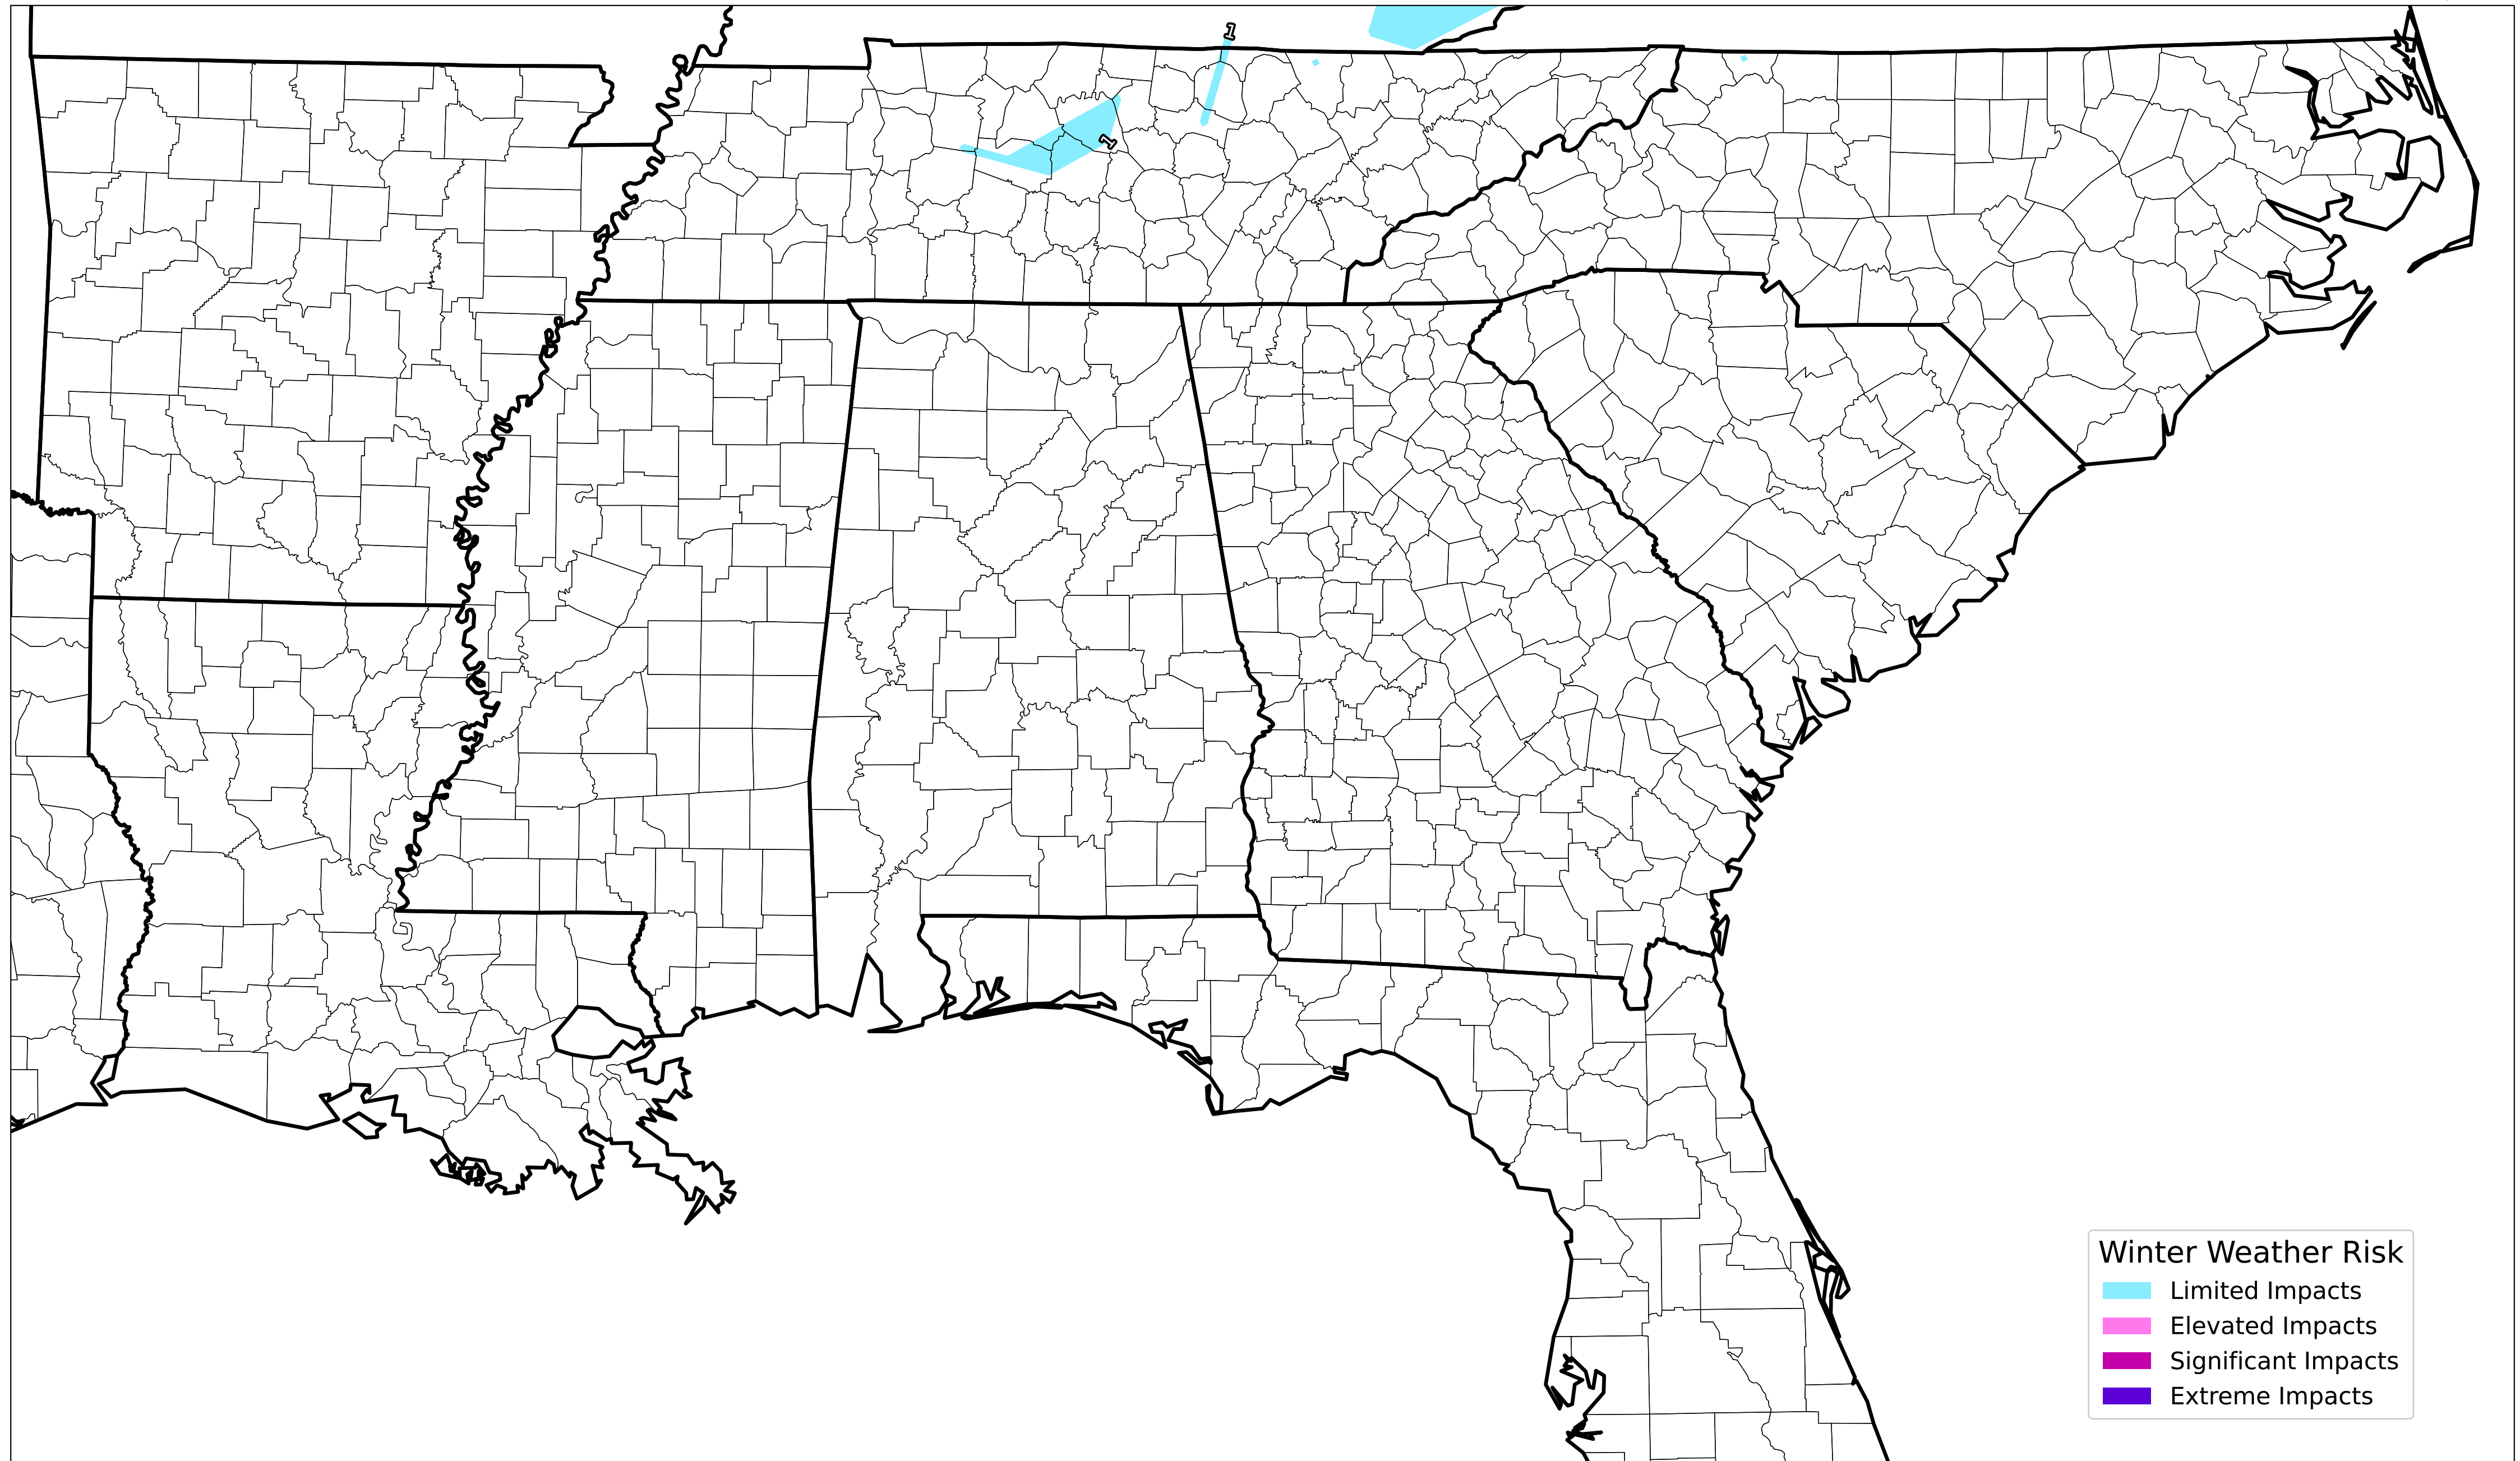 1
1
Winter Weather Risk
Limited Impacts
Elevated Impacts
Significant Impacts
Extreme Impacts